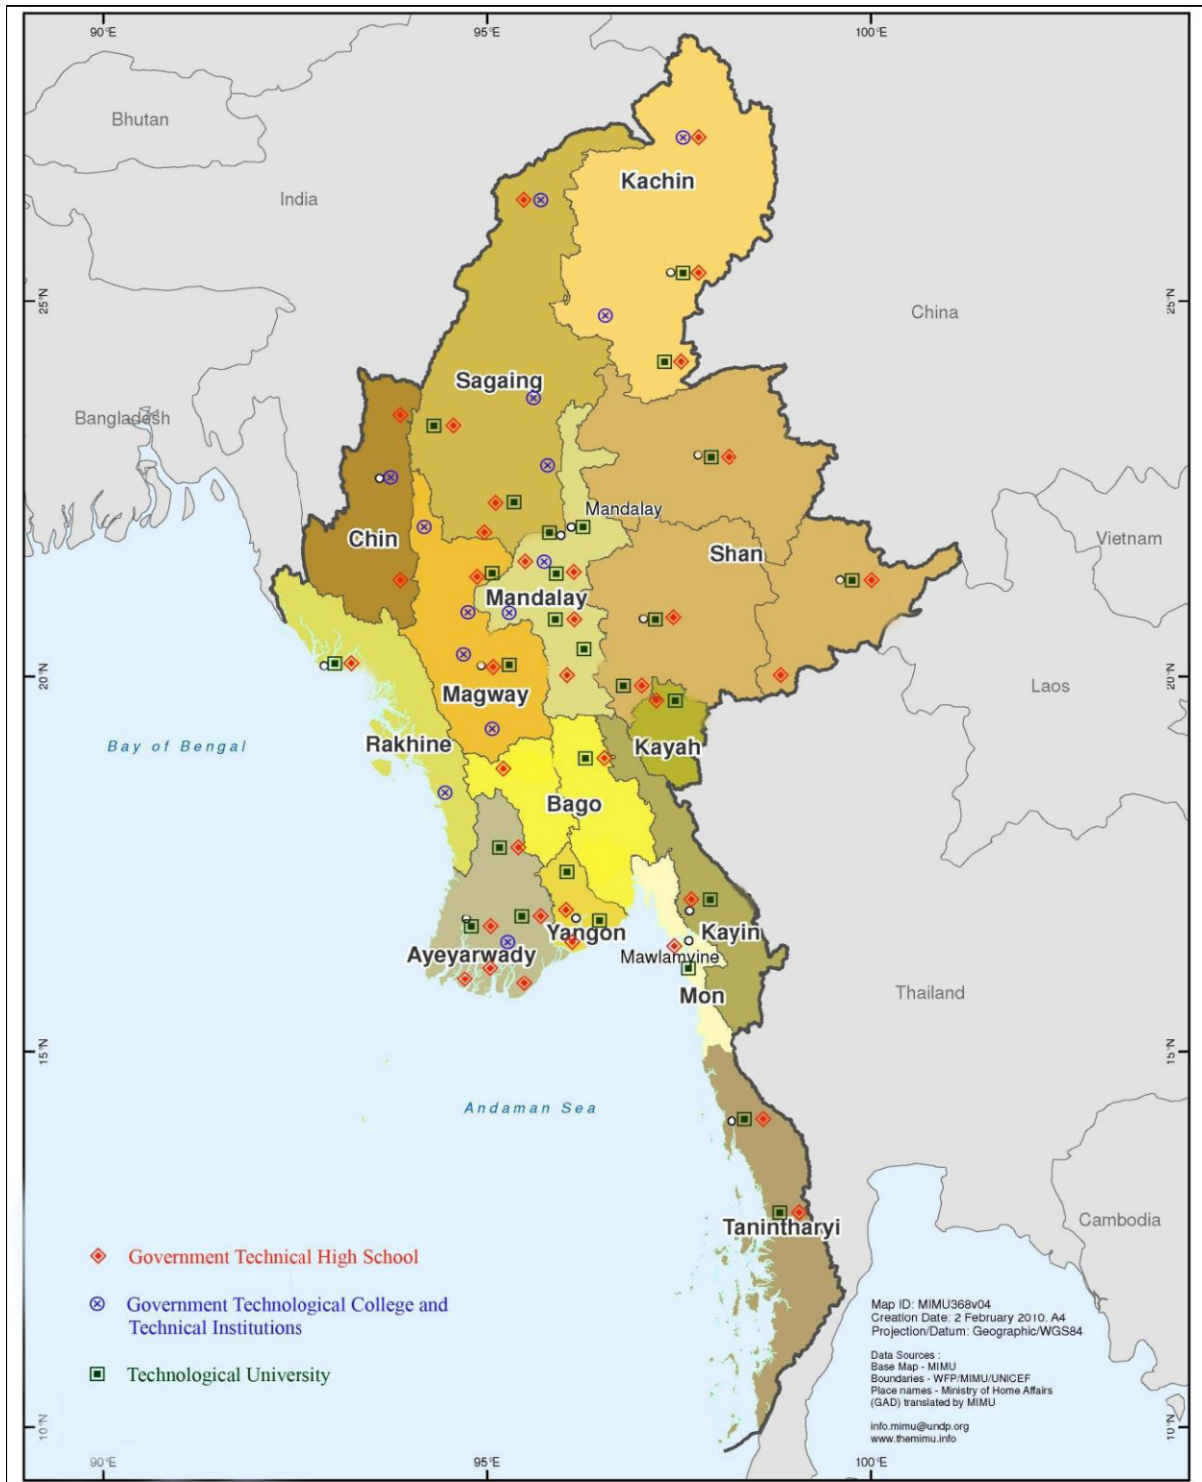 90°E
95°E
100°E
Bhutan
Kachin
India
25°N
25°N
China
Sagaing
Bangladesh
Mandalay
Chin
Shan
Vietnam
Mandalay
20°N
20°N
Laos
Magway
Rakhine
Kayah
Bay of Bengal
Bago
Yangon
Kayin
Ayeyarwady
Mawlamyine
Mon
Thailand
15°N
15°N
Andaman Sea
Cambodia
Tanintharyi
Government Technical High School
Government Technological College and
Technical Institutions
Technological University
Map ID: MIMU368v04
Creation Date: 2 February 2010. A4
Projection/Datum: Geographic/WGS84
Data Sources :
Base Map - MIMU
Boundaries - WFP/MIMU/UNICEF
Place names - Ministry of Home Affairs
(GAD) translated by MIMU
info.mimu@undp.org
www.themimu.info
10°N
10°N
90°E
95°E
100°E